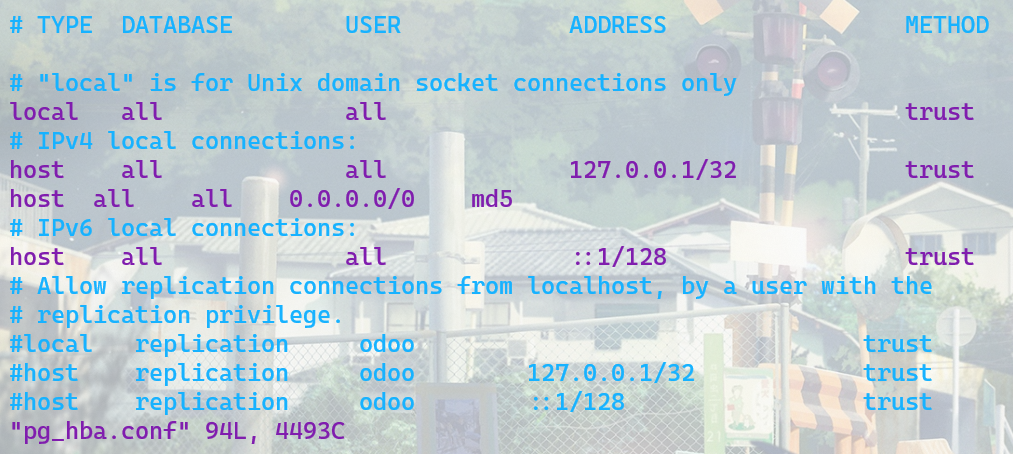 # TYPE  DATABASE        USER            ADDRESS                 METHOD

# "local" is for Unix domain socket connections only
local   all             all                                     trust
# IPv4 local connections:
host    all             all             127.0.0.1/32            trust
host  all    all    0.0.0.0/0    md5
# IPv6 local connections:
host    all             all             ::1/128                 trust
# Allow replication connections from localhost, by a user with the
# replication privilege.
#local   replication     odoo                                trust
#host    replication     odoo        127.0.0.1/32            trust
#host    replication     odoo        ::1/128                 trust
"pg_hba.conf" 94L, 4493C